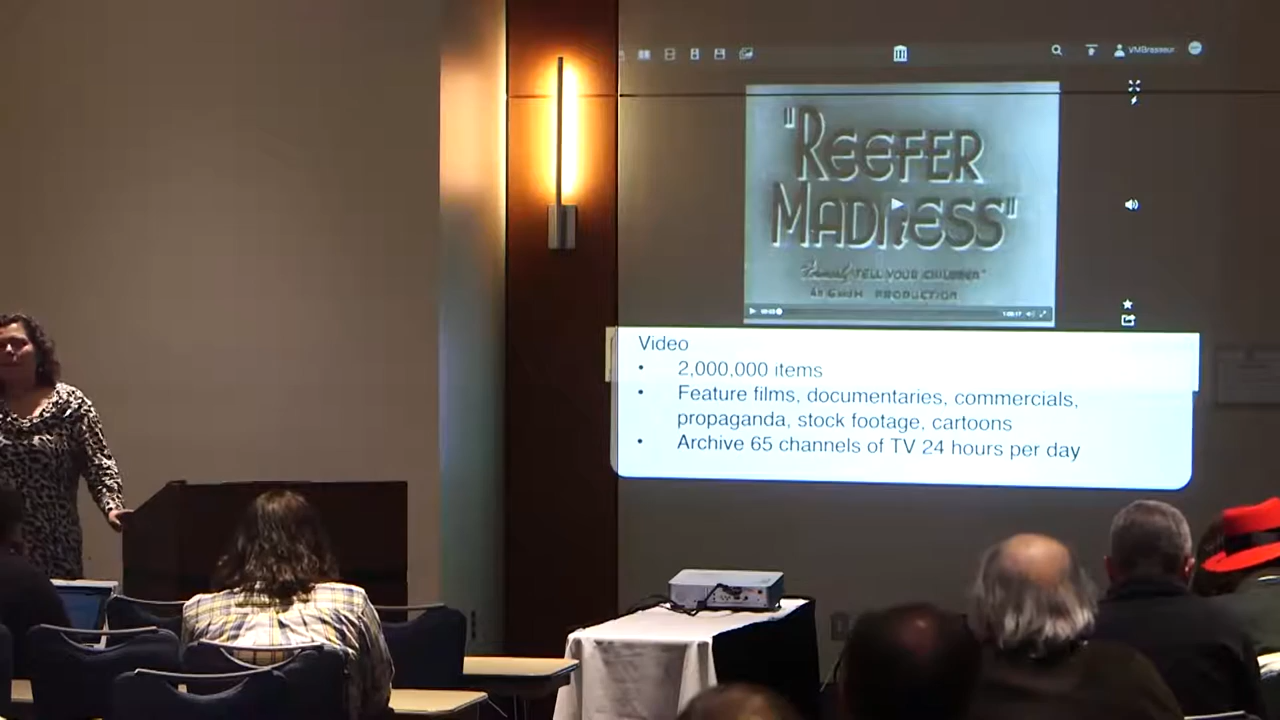 VMBrasseur
"REEFER
MADNESS"
Formerly "TELL YOUR CHILDREN"
PRODUCTION
Video
• 2,000,000 items
• Feature films, documentaries, commercials,
propaganda, stock footage, cartoons
• Archive 65 channels of TV 24 hours per day